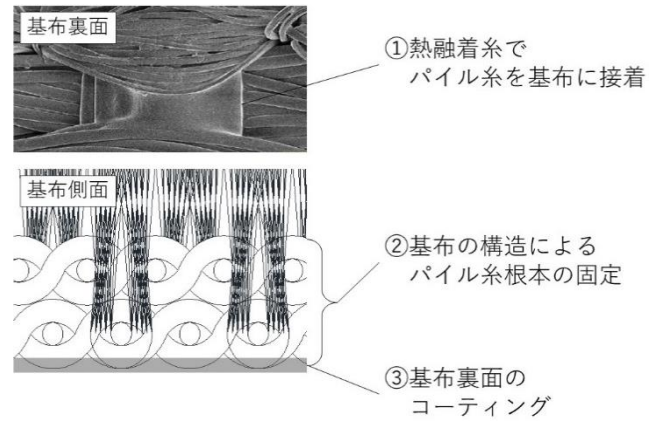 基布裏面
①熱融着糸で
パイル糸を基布に接着
基布側面
②基布の構造による
パイル糸根本の固定
③基布裏面の
コーティング